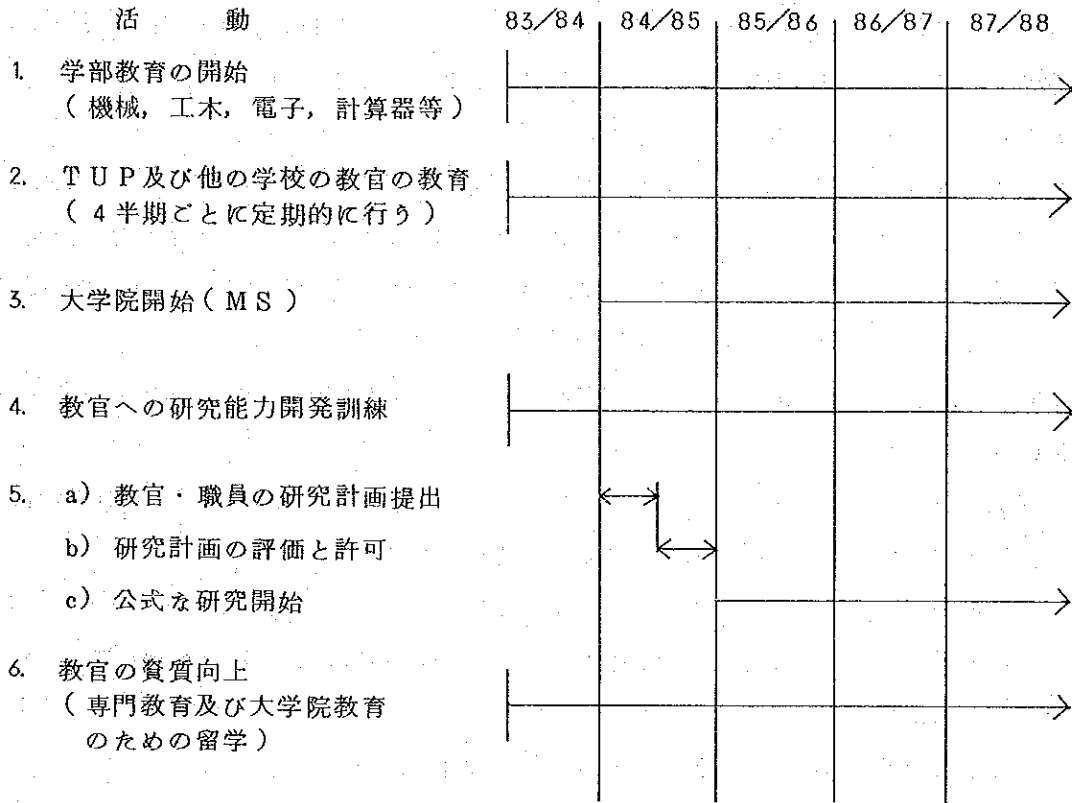 活 動 83/84 84/85 85/86 86/87 87/88
1. 学部教育の開始
(機械, 工木, 電子, 計算器等)
2. TUP及び他の学校の教官の教育
(4半期ごとに定期的に行う)
3. 大学院開始(MS)
4. 教官への研究能力開発訓練
5. a) 教官・職員の研究計画提出
b) 研究計画の評価と許可
c) 公式な研究開始
6. 教官の資質向上
(専門教育及び大学院教育
のための留学)